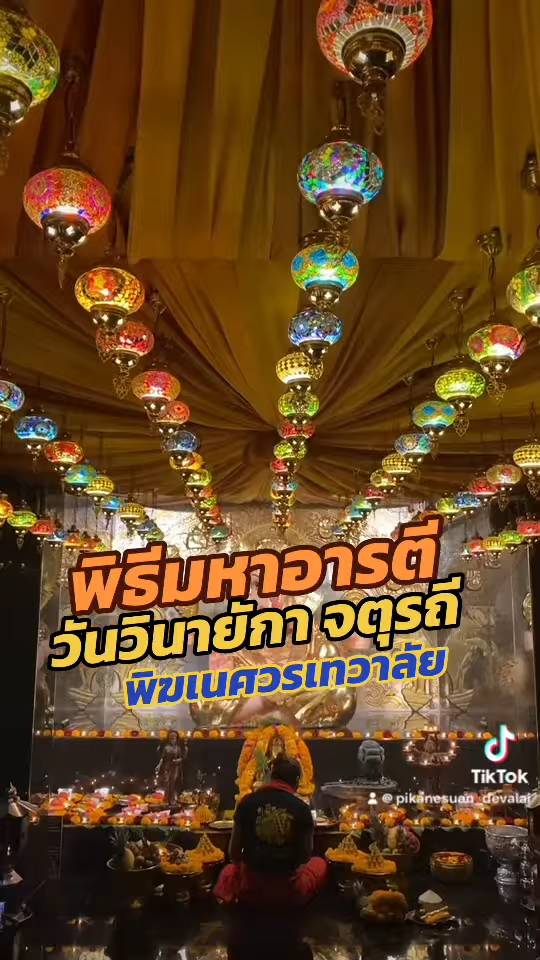 พิธีมหาอารตี
วันวินายักา จตุรถี
พิฆเนศวรเทวาลัย
TikTok
@pikanesuan_devalai